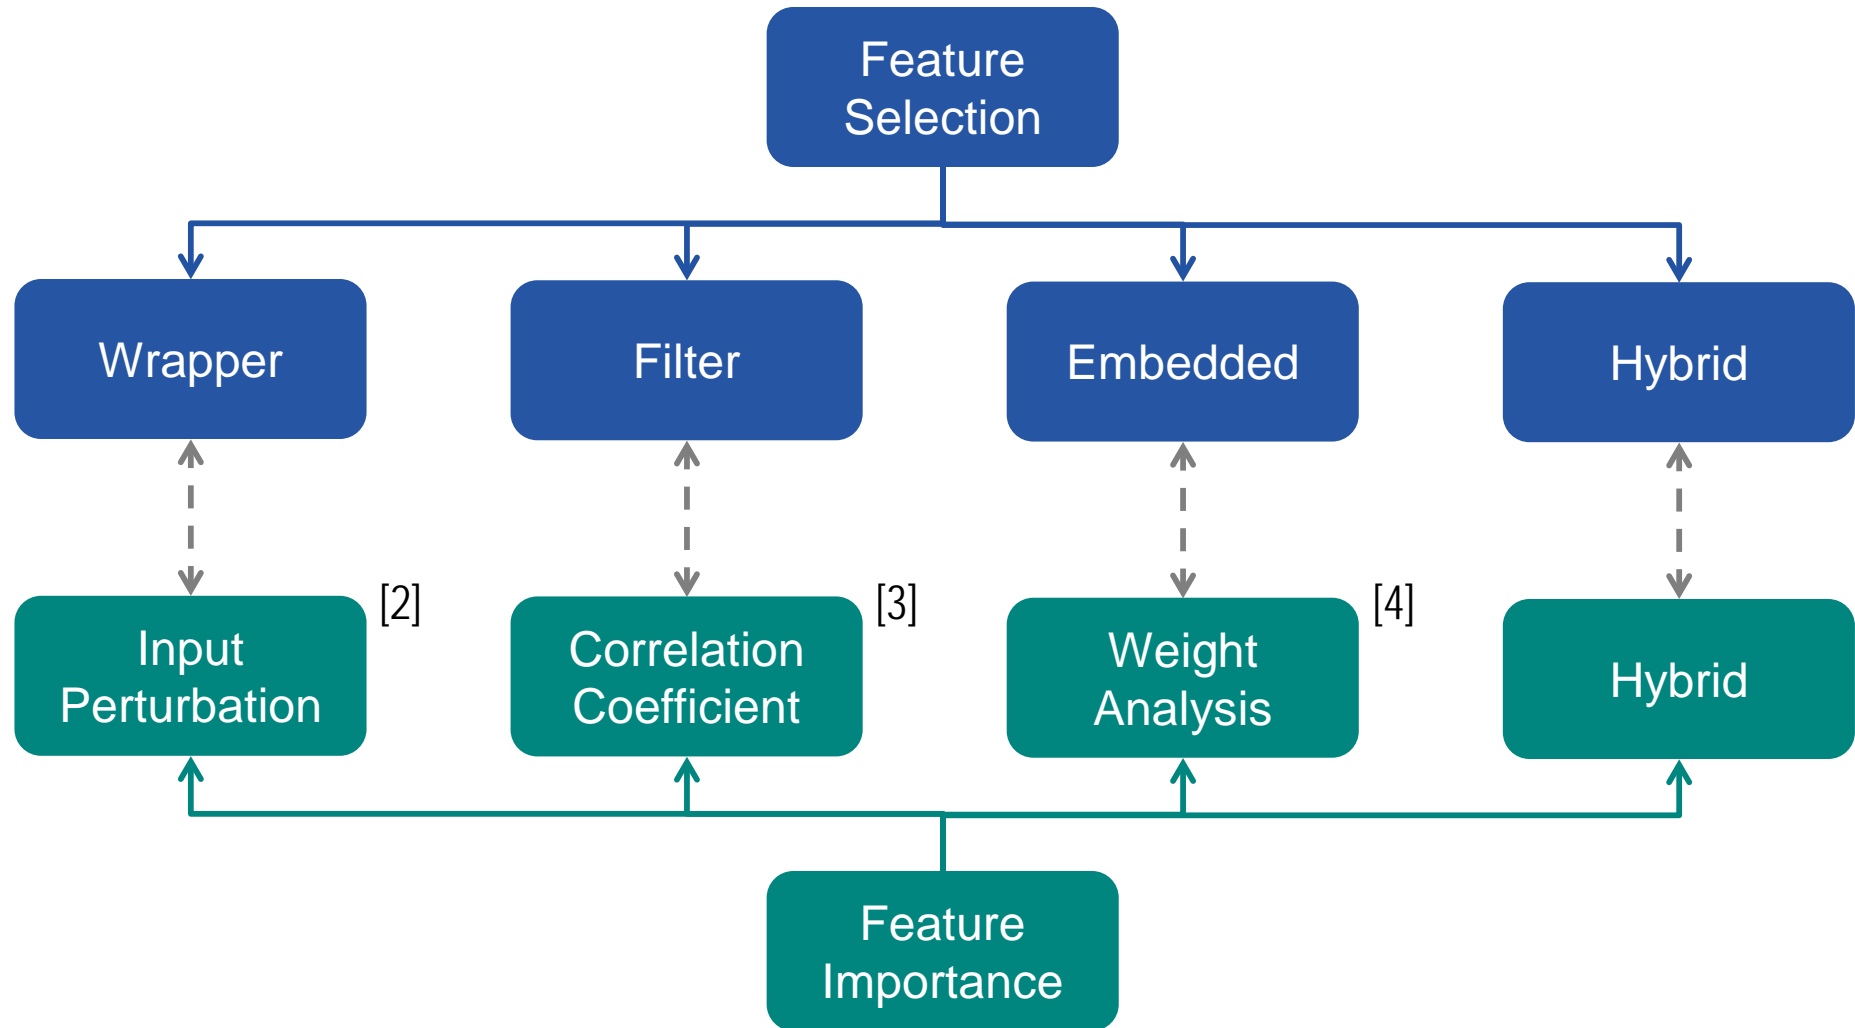 Feature
Selection
Wrapper
Filter
Embedded
Hybrid
Input
Perturbation
[2]
Correlation
Coefficient
[3]
Weight
Analysis
[4]
Hybrid
Feature
Importance